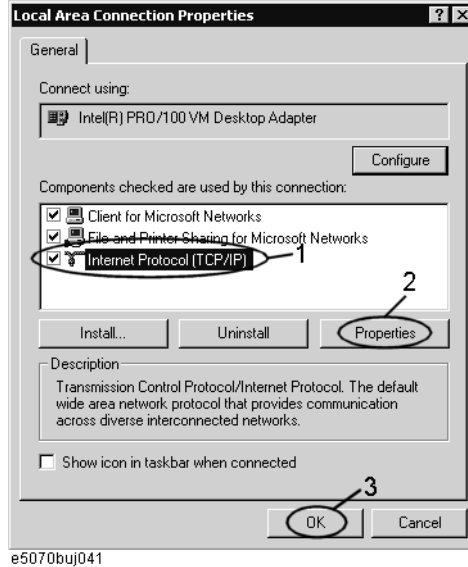 Local Area Connection Properties
General
Connect using:
Intel(R) PRO/100 VM Desktop Adapter
Configure
Components checked are used by this connection:
Client for Microsoft Networks
File and Printer Sharing for Microsoft Networks
Internet Protocol (TCP/IP)
1
2
Install...
Uninstall
Properties
Description
Transmission Control Protocol/Internet Protocol. The default
wide area network protocol that provides communication
across diverse interconnected networks.
Show icon in taskbar when connected
3
OK
Cancel
e5070buj041